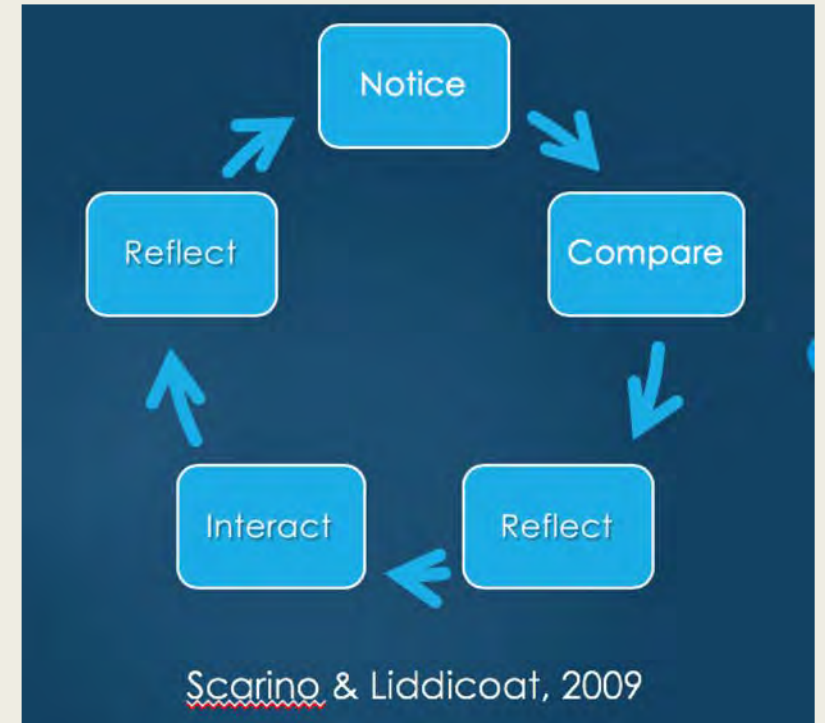 Notice
Compare
Reflect
Interact
Reflect
Scarino & Liddicoat, 2009